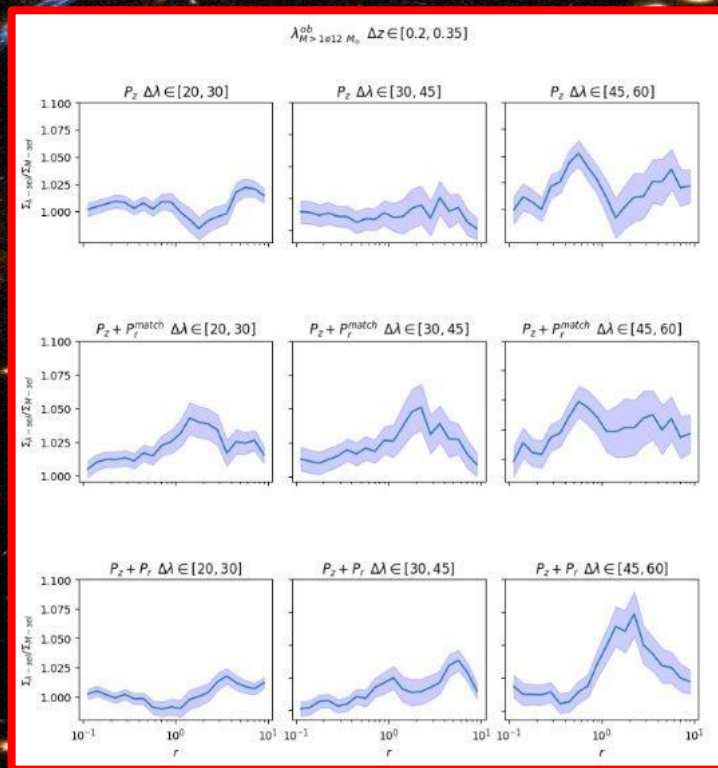 λ^{ob}_{M>1e12 M_⊙} Δz∈[0.2, 0.35]
P_z Δλ∈[20, 30] P_z Δλ∈[30, 45] P_z Δλ∈[45, 60]
1.100
1.075
1.050
1.025
1.000
Σ_{λ−sel}/Σ_{M−sel}
P_z + P_r^{match} Δλ∈[20, 30] P_z + P_r^{match} Δλ∈[30, 45] P_z + P_r^{match} Δλ∈[45, 60]
1.100
1.075
1.050
1.025
1.000
Σ_{λ−sel}/Σ_{M−sel}
P_z + P_r Δλ∈[20, 30] P_z + P_r Δλ∈[30, 45] P_z + P_r Δλ∈[45, 60]
1.100
1.075
1.050
1.025
1.000
Σ_{λ−sel}/Σ_{M−sel}
10^{−1} 10^0 10^1 10^{−1} 10^0 10^1 10^{−1} 10^0 10^1
r r r